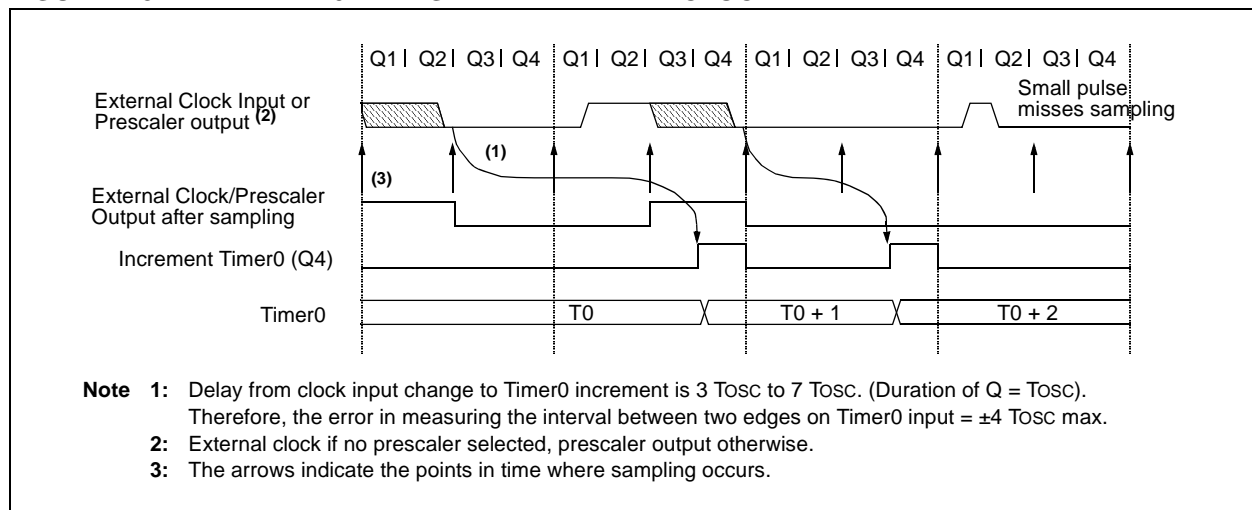 Q1 | Q2 | Q3 | Q4 Q1 | Q2 | Q3 | Q4 Q1 | Q2 | Q3 | Q4 Q1 | Q2 | Q3 | Q4
Small pulse
misses sampling
External Clock Input or
Prescaler output (2)
(1)
(3)
External Clock/Prescaler
Output after sampling
Increment Timer0 (Q4)
Timer0 T0 T0 + 1 T0 + 2
Note 1: Delay from clock input change to Timer0 increment is 3 TOSC to 7 TOSC. (Duration of Q = TOSC).
Therefore, the error in measuring the interval between two edges on Timer0 input = ±4 TOSC max.
2: External clock if no prescaler selected, prescaler output otherwise.
3: The arrows indicate the points in time where sampling occurs.